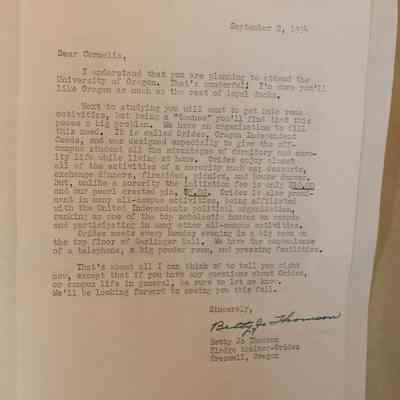 September 2, 1954
Dear Cornelia,
I understand that you are planning to attend the
University of Oregon. That's wonderful; I'm sure you'll
like Oregon as much as the rest of loyal ducks.
Next to studying you will want to get into some
activities, but being a "townee" you'll find that this
poses a big problem. We have an organization to fill
this need. It is called Orides, Oregon Independent
Coeds, and was designed especially to give the off-
campus student all the advantages of dormitory and soro-
rity life while living at home. Orides enjoy almost
all of the activities of a sorority such as: desserts,
exchange dinners, firesides, picnics, and house dances.
But, unlike a sorority the initiation fee is only
and our pearl crested pin, Orides is also promi-
nent in many all-campus activities, being affiliated
with the United Independents political organization,
ranking as one of the top scholastic houses on campus
and participating in many other all-campus activities.
Orides meets every Monday evening in a big room on
the top floor of Gerlinger Hall. We have the convenience
of a telephone, a big powder room, and pressing facilities.
That's about all I can think of to tell you right
now, except that if you have any questions about Orides,
or campus life in general, be sure to let me know.
We'll be looking forward to seeing you this fall.
Sincerely,
Betty Jo Thomson
Betty Jo Thomson
Pledge trainer-Orides
Creswell, Oregon